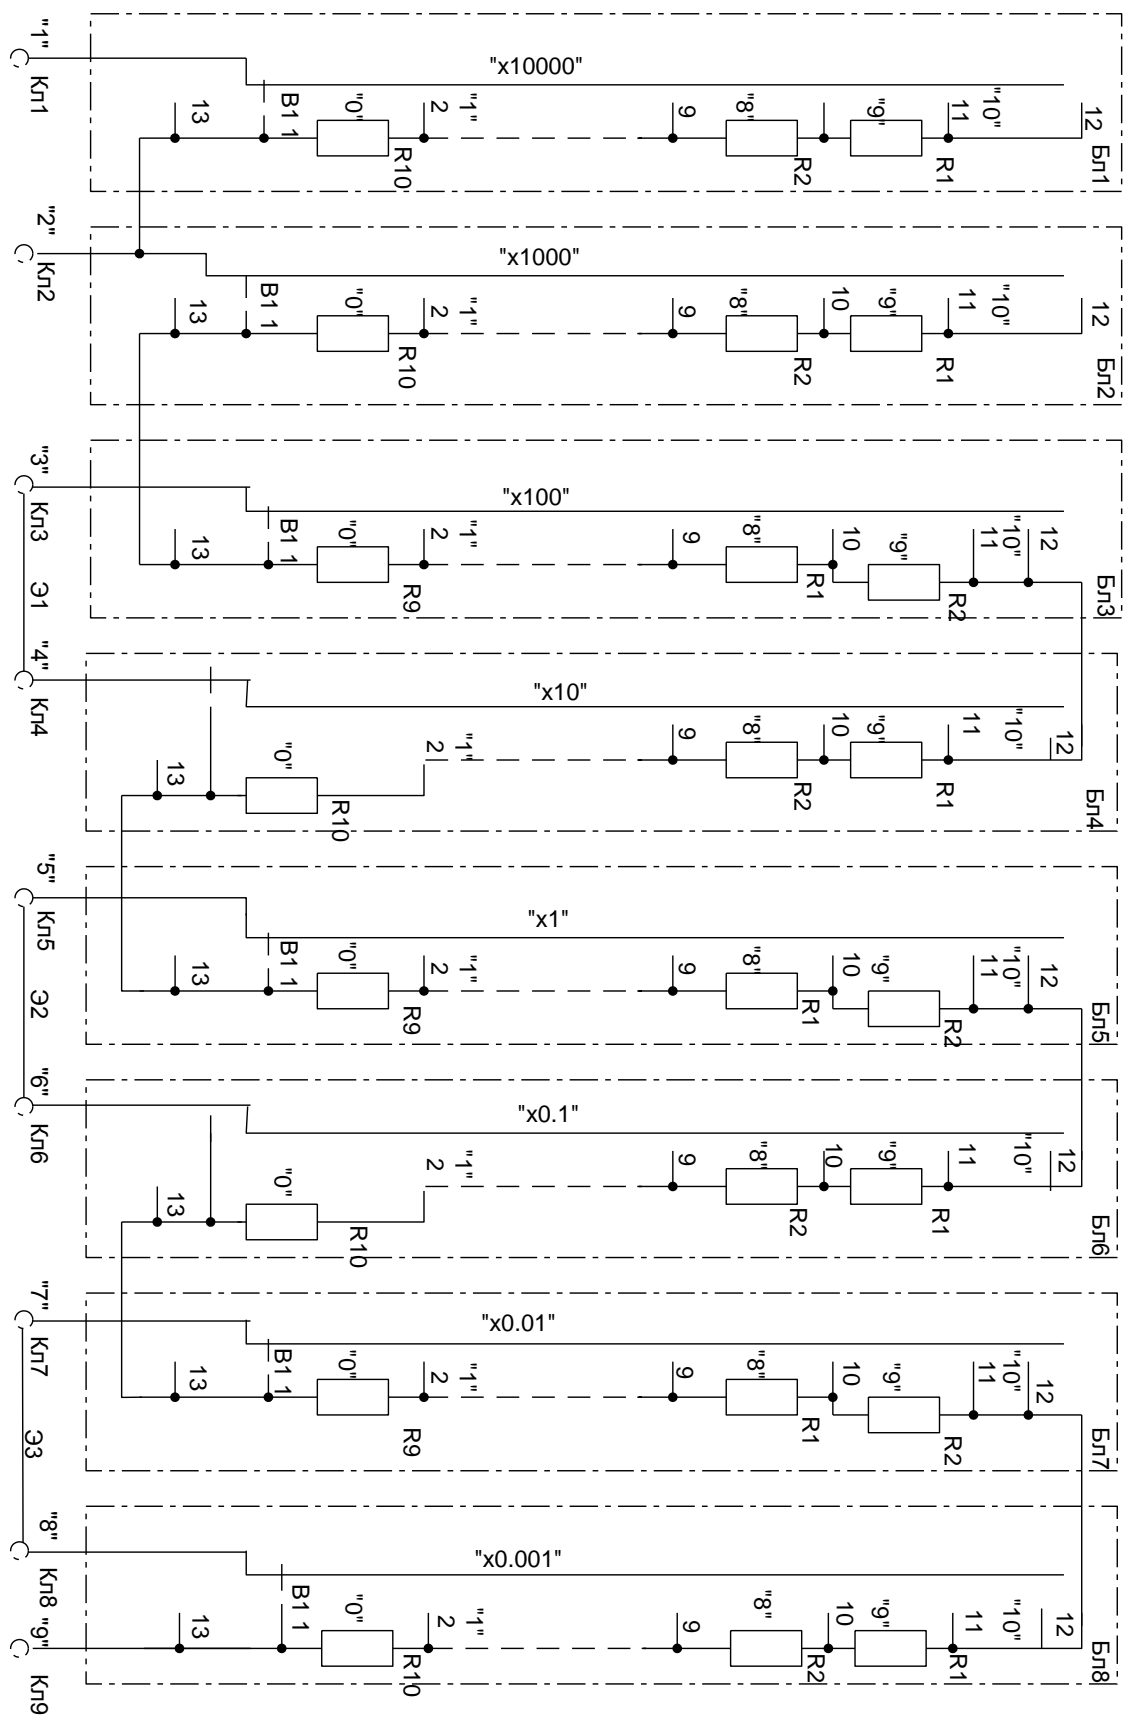 "1"
Кл1
"x10000"
13
В1 1
"0"
R10
2
"1"
9
"8"
R2
"9"
R1
11
"10"
12
Бл1
"2"
Кл2
"x1000"
13
В1 1
"0"
R10
2
"1"
9
"8"
R2
10
"9"
R1
11
"10"
12
Бл2
"3"
Кл3
"x100"
13
В1 1
"0"
R9
2
"1"
9
"8"
R1
10
"9"
R2
11
"10"
12
Бл3
Э1
"4"
Кл4
"x10"
13
"0"
R10
2
"1"
9
"8"
R2
10
"9"
R1
11
"10"
12
Бл4
"5"
Кл5
"x1"
13
В1 1
"0"
R9
2
"1"
9
"8"
R1
10
"9"
R2
11
"10"
12
Бл5
Э2
"6"
Кл6
"x0.1"
13
"0"
R10
2
"1"
9
"8"
R2
10
"9"
R1
11
"10"
12
Бл6
"7"
Кл7
"x0.01"
13
В1 1
"0"
R9
2
"1"
9
"8"
R1
10
"9"
R2
11
"10"
12
Бл7
Э3
"8"
Кл8
"x0.001"
13
В1 1
"0"
R10
2
"1"
9
"8"
R2
10
"9"
R1
11
"10"
12
Бл8
"9"
Кл9